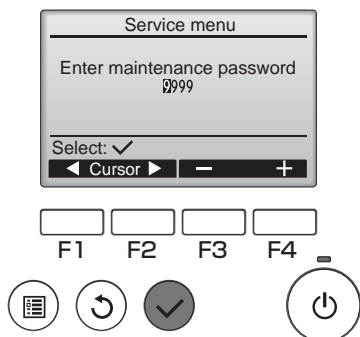 Service menu
Enter maintenance password
9999
Select:
Cursor
F1 F2 F3 F4